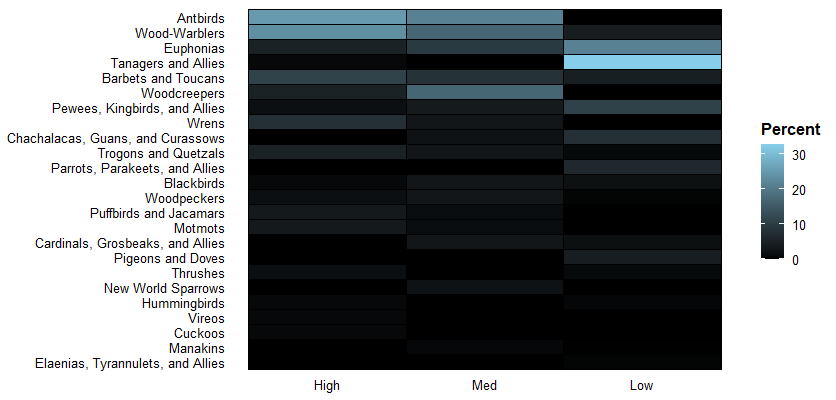 Antbirds
Wood-Warblers
Euphonias
Tanagers and Allies
Barbets and Toucans
Woodcreepers
Pewees, Kingbirds, and Allies
Wrens
Chachalacas, Guans, and Curassows
Trogons and Quetzals
Parrots, Parakeets, and Allies
Blackbirds
Woodpeckers
Puffbirds and Jacamars
Motmots
Cardinals, Grosbeaks, and Allies
Pigeons and Doves
Thrushes
New World Sparrows
Hummingbirds
Vireos
Cuckoos
Manakins
Elaenias, Tyrannulets, and Allies
High Med Low
Percent
30
20
10
0